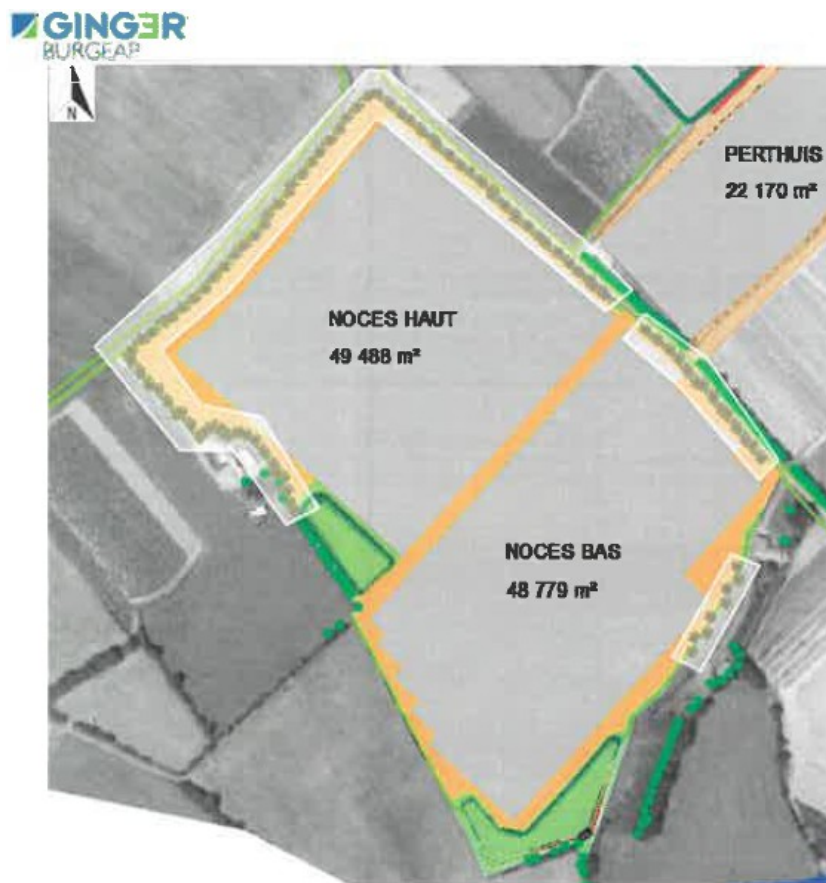 GINGER
BURGEAP
N
PERTHUIS
22 170 m²
NOCES HAUT
49 488 m²
NOCES BAS
48 779 m²